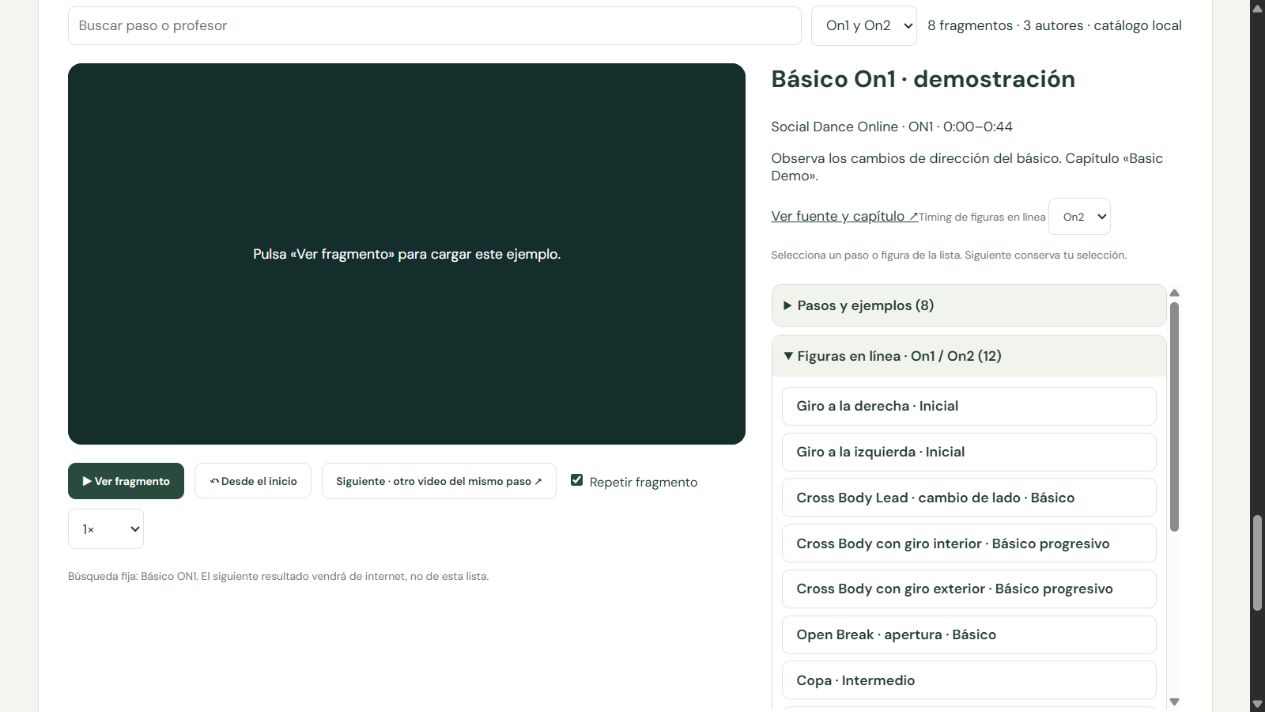 Buscar paso o profesor
On1 y On2
8 fragmentos · 3 autores · catálogo local
Pulsa «Ver fragmento» para cargar este ejemplo.
▶ Ver fragmento
↶ Desde el inicio
Siguiente · otro video del mismo paso ↗
Repetir fragmento
1×
Búsqueda fija: Básico ON1. El siguiente resultado vendrá de internet, no de esta lista.
Básico On1 · demostración
Social Dance Online · ON1 · 0:00–0:44
Observa los cambios de dirección del básico. Capítulo «Basic
Demo».
Ver fuente y capítulo ↗ Timing de figuras en línea On2
Selecciona un paso o figura de la lista. Siguiente conserva tu selección.
▶ Pasos y ejemplos (8)
▼ Figuras en línea · On1 / On2 (12)
Giro a la derecha · Inicial
Giro a la izquierda · Inicial
Cross Body Lead · cambio de lado · Básico
Cross Body con giro interior · Básico progresivo
Cross Body con giro exterior · Básico progresivo
Open Break · apertura · Básico
Copa · Intermedio